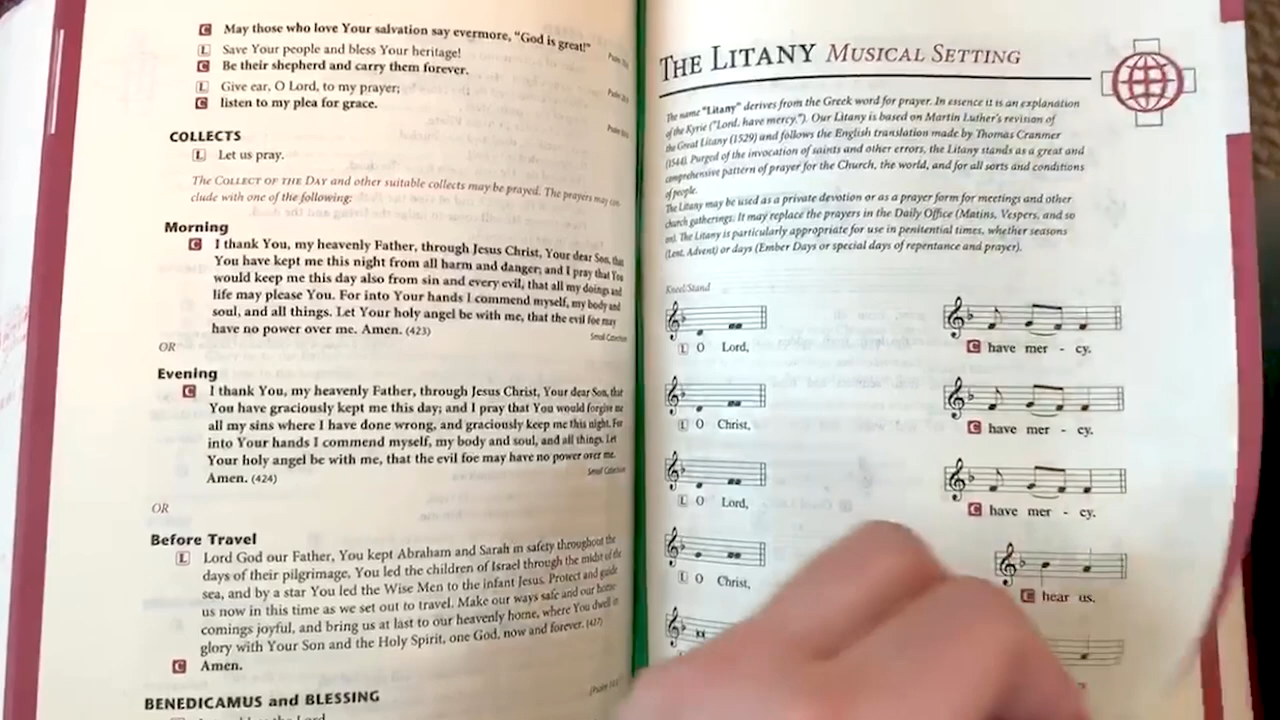 C May those who love Your salvation say evermore, “God is great!”
L Save Your people and bless Your heritage!
C Be their shepherd and carry them forever.
L Give ear, O Lord, to my prayer;
C listen to my plea for grace.
COLLECTS
L Let us pray.
The COLLECT OF THE DAY and other suitable collects may be prayed. The prayers may con-
clude with one of the following:
Morning
C I thank You, my heavenly Father, through Jesus Christ, Your dear Son, that
You have kept me this night from all harm and danger; and I pray that You
would keep me this day also from sin and every evil, that all my doings and
life may please You. For into Your hands I commend myself, my body and
soul, and all things. Let Your holy angel be with me, that the evil foe may
have no power over me. Amen. (423)
Small Catechism
OR
Evening
C I thank You, my heavenly Father, through Jesus Christ, Your dear Son, that
You have graciously kept me this day; and I pray that You would forgive me
all my sins where I have done wrong, and graciously keep me this night. For
into Your hands I commend myself, my body and soul, and all things. Let
Your holy angel be with me, that the evil foe may have no power over me.
Amen. (424)
Small Catechism
OR
Before Travel
L Lord God our Father, You kept Abraham and Sarah in safety throughout the
days of their pilgrimage, You led the children of Israel through the midst of the
sea, and by a star You led the Wise Men to the infant Jesus. Protect and guide
us now in this time as we set out to travel. Make our ways safe and our home-
comings joyful, and bring us at last to our heavenly home, where You dwell in
glory with Your Son and the Holy Spirit, one God, now and forever. (427)
C Amen.
BENEDICAMUS and BLESSING
THE LITANY MUSICAL SETTING
The name “Litany” derives from the Greek word for prayer. In essence it is an explanation
of the Kyrie (“Lord, have mercy.”). Our Litany is based on Martin Luther’s revision of
the Great Litany (1529) and follows the English translation made by Thomas Cranmer
(1544). Purged of the invocation of saints and other errors, the Litany stands as a great and
comprehensive pattern of prayer for the Church, the world, and for all sorts and conditions
of people.
The Litany may be used as a private devotion or as a prayer form for meetings and other
church gatherings. It may replace the prayers in the Daily Office (Matins, Vespers, and so
on). The Litany is particularly appropriate for use in penitential times, whether seasons
(Lent, Advent) or days (Ember Days or special days of repentance and prayer).
Kneel/Stand
L O Lord, C have mer - cy.
L O Christ, C have mer - cy.
L O Lord, C have mer - cy.
L O Christ, C hear us.